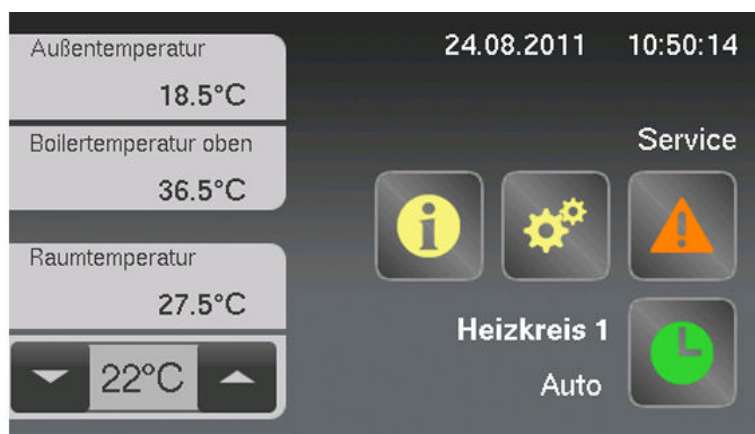 Außentemperatur
18.5°C
Boilertemperatur oben
36.5°C
Raumtemperatur
27.5°C
22°C
24.08.2011 10:50:14
Service
Heizkreis 1
Auto